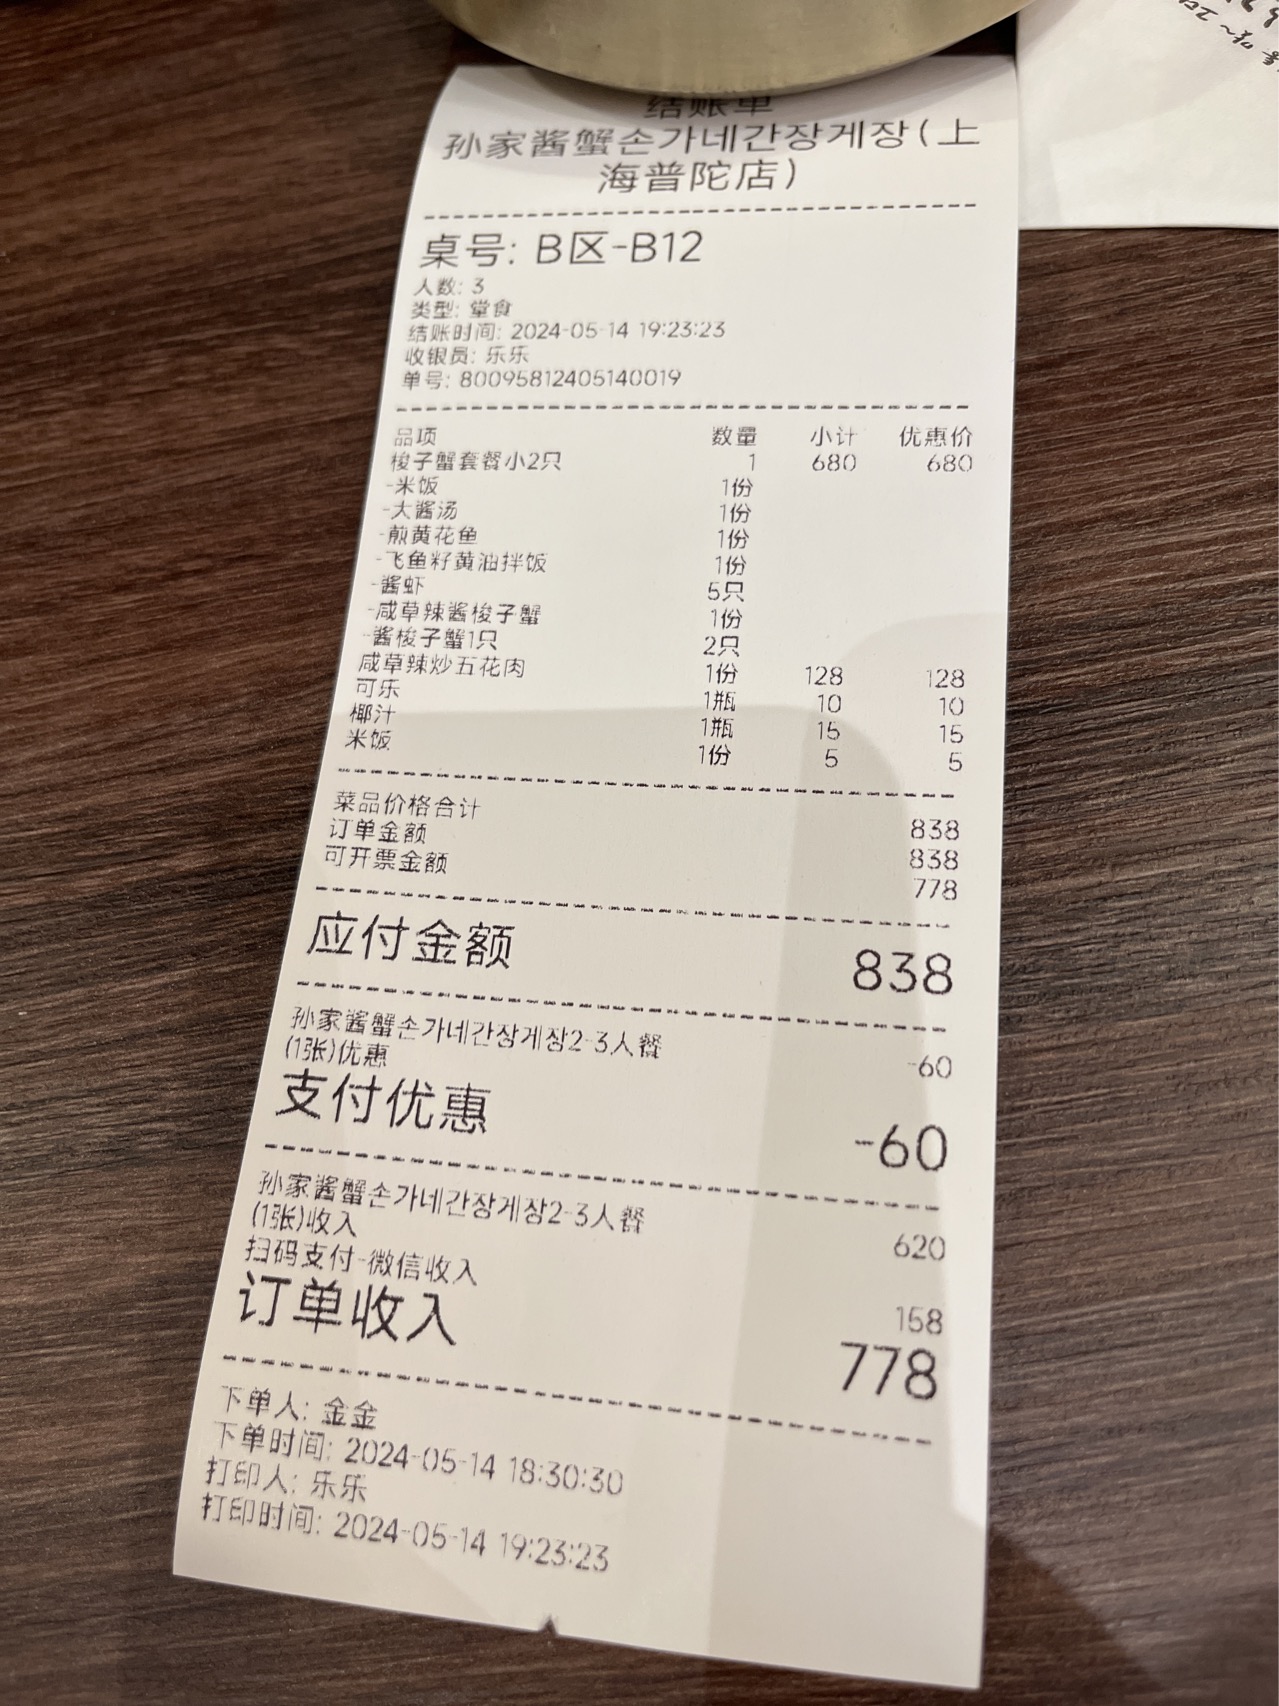 结账单
孙家酱蟹손가네간장게장(上
海普陀店)
桌号: B区-B12
人数: 3
类型: 堂食
结账时间: 2024-05-14 19:23:23
收银员: 乐乐
单号: 800958124051​40019
品项 数量 小计 优惠价
梭子蟹套餐小2只 1 680 680
-米饭 1份
-大酱汤 1份
-煎黄花鱼 1份
-飞鱼籽黄油拌饭 1份
-酱虾 5只
-咸草辣酱梭子蟹 1份
-酱梭子蟹1只 2只
咸草辣炒五花肉 1份 128 128
可乐 1瓶 10 10
椰汁 1瓶 15 15
米饭 1份 5 5
菜品价格合计 838
订单金额 838
可开票金额 778
应付金额 838
孙家酱蟹손가네간장게장2-3人餐
(1张)优惠 -60
支付优惠 -60
孙家酱蟹손가네간장게장2-3人餐
(1张)收入 620
扫码支付-微信收入 158
订单收入 778
下单人: 金金
下单时间: 2024-05-14 18:30:30
打印人: 乐乐
打印时间: 2024-05-14 19:23:23